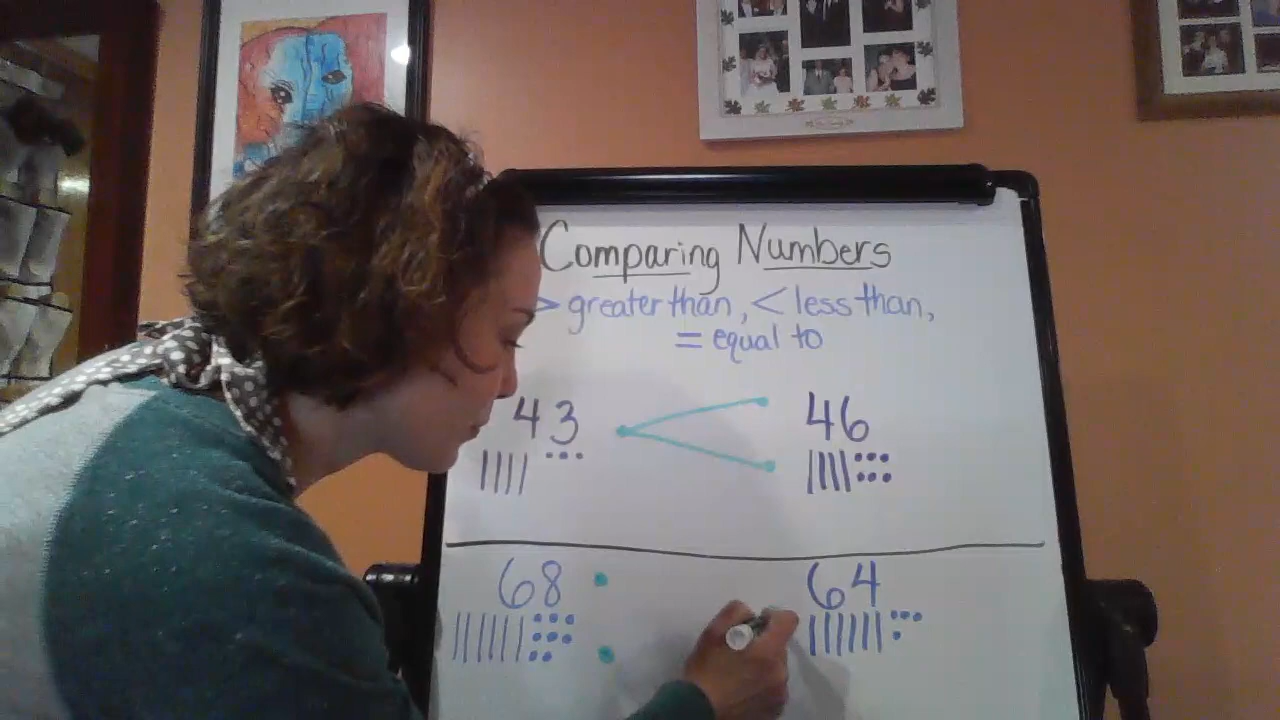 Comparing Numbers
> greater than, < less than,
= equal to
43 < 46
68 64